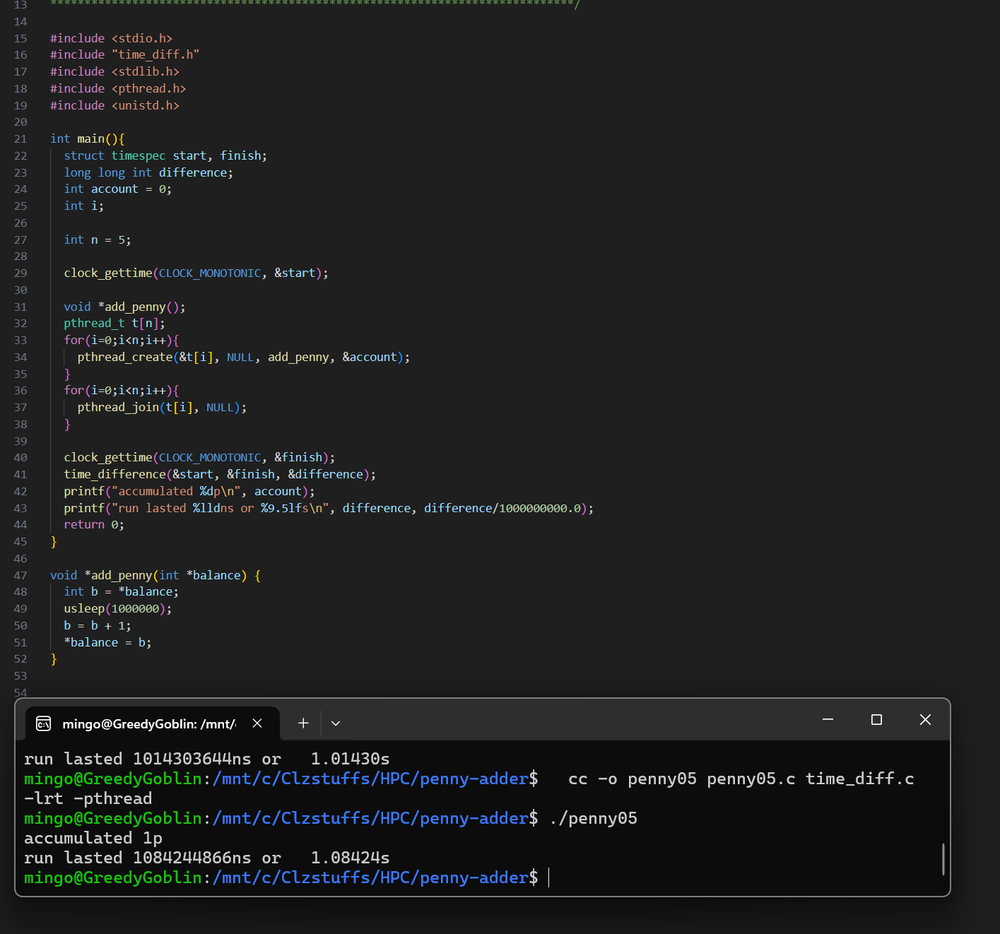 13 *****************************************************************************/
14
15 #include <stdio.h>
16 #include "time_diff.h"
17 #include <stdlib.h>
18 #include <pthread.h>
19 #include <unistd.h>
20
21 int main(){
22   struct timespec start, finish;
23   long long int difference;
24   int account = 0;
25   int i;
26
27   int n = 5;
28
29   clock_gettime(CLOCK_MONOTONIC, &start);
30
31   void *add_penny();
32   pthread_t t[n];
33   for(i=0;i<n;i++){
34     pthread_create(&t[i], NULL, add_penny, &account);
35   }
36   for(i=0;i<n;i++){
37     pthread_join(t[i], NULL);
38   }
39
40   clock_gettime(CLOCK_MONOTONIC, &finish);
41   time_difference(&start, &finish, &difference);
42   printf("accumulated %dp\n", account);
43   printf("run lasted %lldns or %9.5lfs\n", difference, difference/1000000000.0);
44   return 0;
45 }
46
47 void *add_penny(int *balance) {
48   int b = *balance;
49   usleep(1000000);
50   b = b + 1;
51   *balance = b;
52 }
53
54
mingo@GreedyGoblin: /mnt/
run lasted 1014303644ns or   1.01430s
mingo@GreedyGoblin:/mnt/c/Clzstuffs/HPC/penny-adder$   cc -o penny05 penny05.c time_diff.c
-lrt -pthread
mingo@GreedyGoblin:/mnt/c/Clzstuffs/HPC/penny-adder$ ./penny05
accumulated 1p
run lasted 1084244866ns or   1.08424s
mingo@GreedyGoblin:/mnt/c/Clzstuffs/HPC/penny-adder$